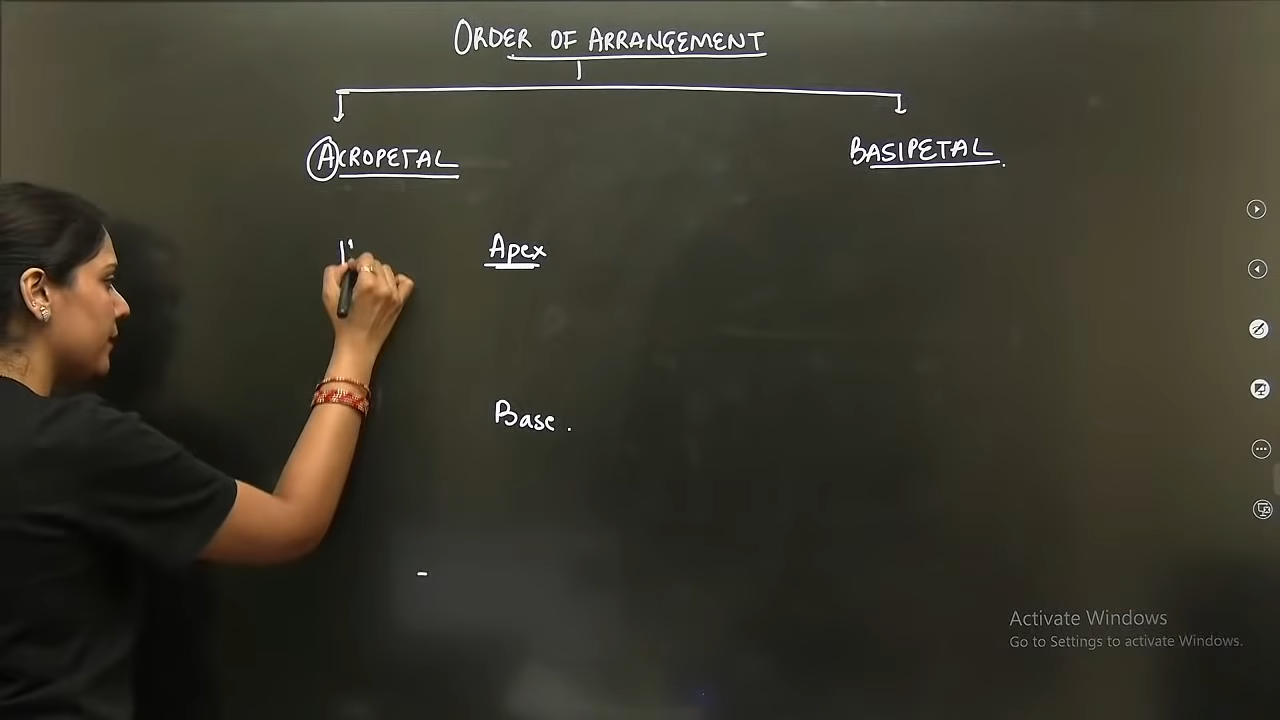 ORDER OF ARRANGEMENT
ACROPETAL
BASIPETAL.
Apex
Base.
Activate Windows
Go to Settings to activate Windows.